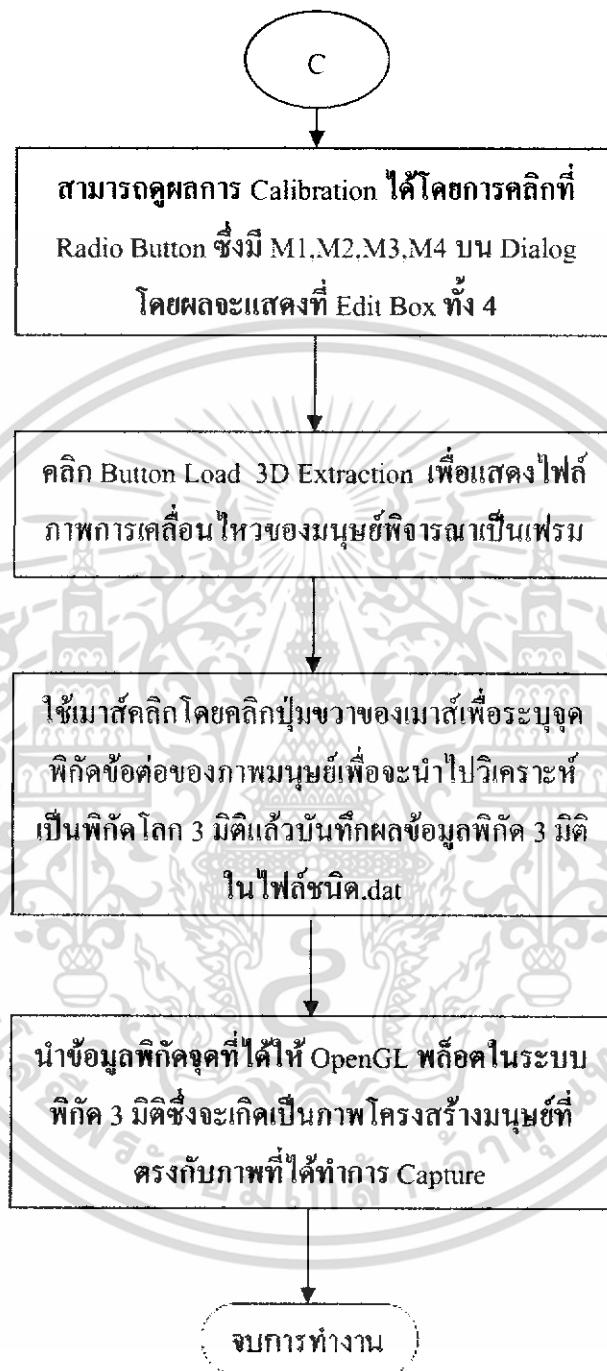 C
สามารถดูผลการ Calibration ได้โดยการคลิกที่
Radio Button ซึ่งมี M1,M2,M3,M4 บน Dialog
โดยผลจะแสดงที่ Edit Box ทั้ง 4
คลิก Button Load 3D Extraction เพื่อแสดงไฟล์
ภาพการเคลื่อนไหวของมนุษย์พิจารณาเป็นเฟรม
ใช้เมาส์คลิกโดยคลิกปุ่มขวาของเมาส์เพื่อระบุจุด
พิกัดข้อต่อของภาพมนุษย์เพื่อจะนำไปวิเคราะห์
เป็นพิกัดโลก 3 มิติแล้วบันทึกผลข้อมูลพิกัด 3 มิติ
ในไฟล์ชนิด.dat
นำข้อมูลพิกัดจุดที่ได้ให้ OpenGL พล็อตในระบบ
พิกัด 3 มิติซึ่งจะเกิดเป็นภาพโครงสร้างมนุษย์ที่
ตรงกับภาพที่ได้ทำการ Capture
จบการทำงาน